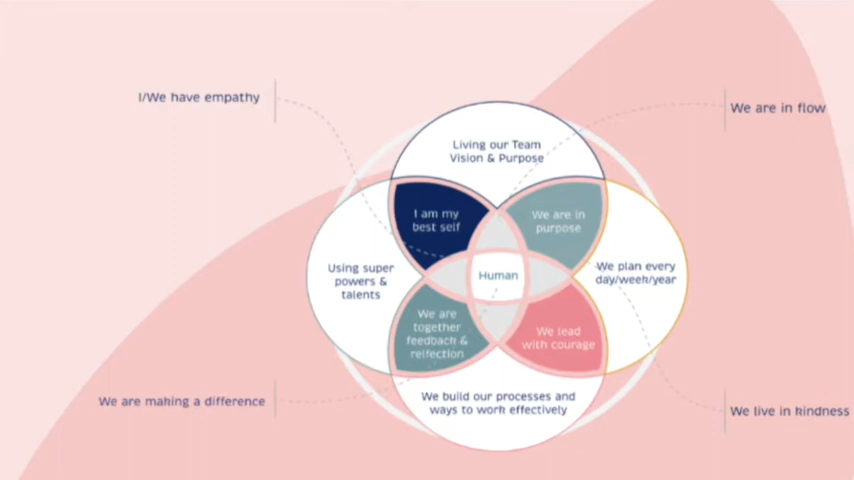 I/We have empathy
We are in flow
Living our Team
Vision & Purpose
I am my
best self
We are in
purpose
Using super
powers &
talents
Human
We plan every
day/week/year
We are
together
feedback &
relfection
We lead
with courage
We build our processes and
ways to work effectively
We are making a difference
We live in kindness